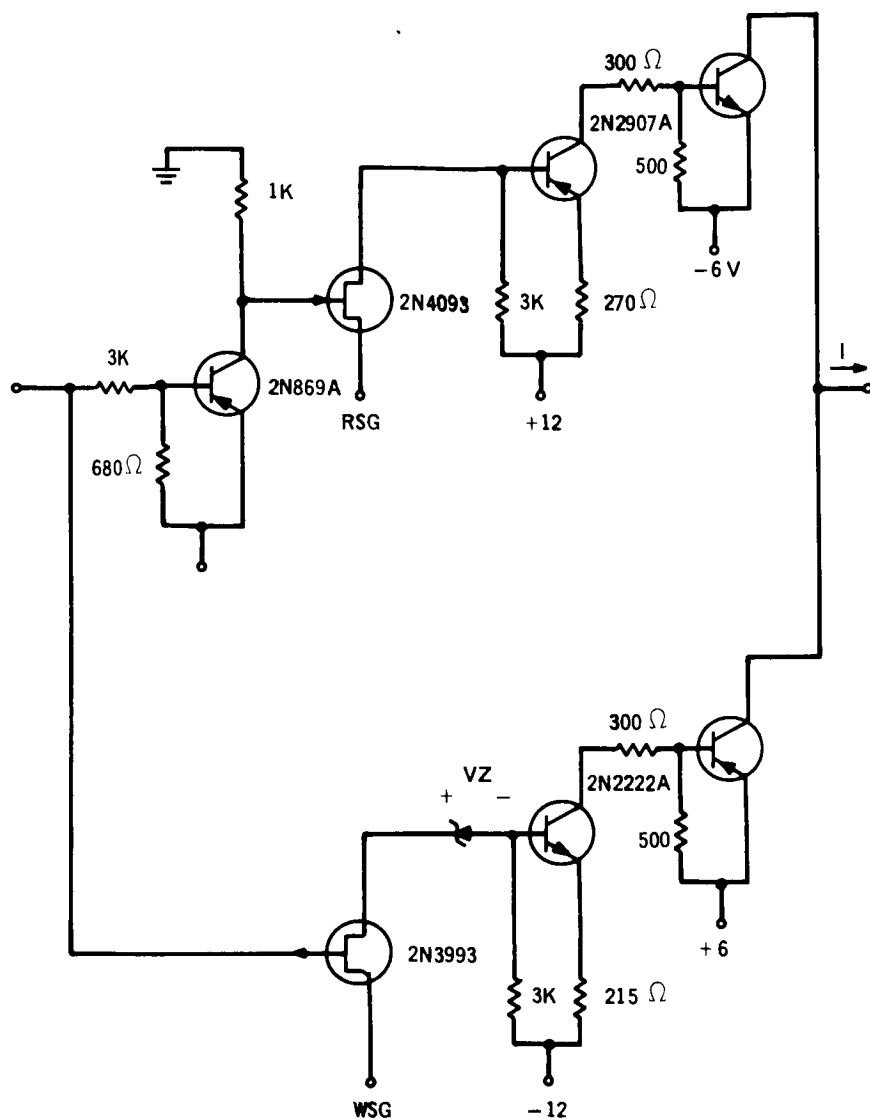 300 Ω
2N2907A
500
-6 V
1K
2N4093
3K
270 Ω
3K
2N869A
RSG
+12
I
680 Ω
300 Ω
VZ
+ -
2N2222A
500
2N3993
3K
215 Ω
+6
WSG
-12